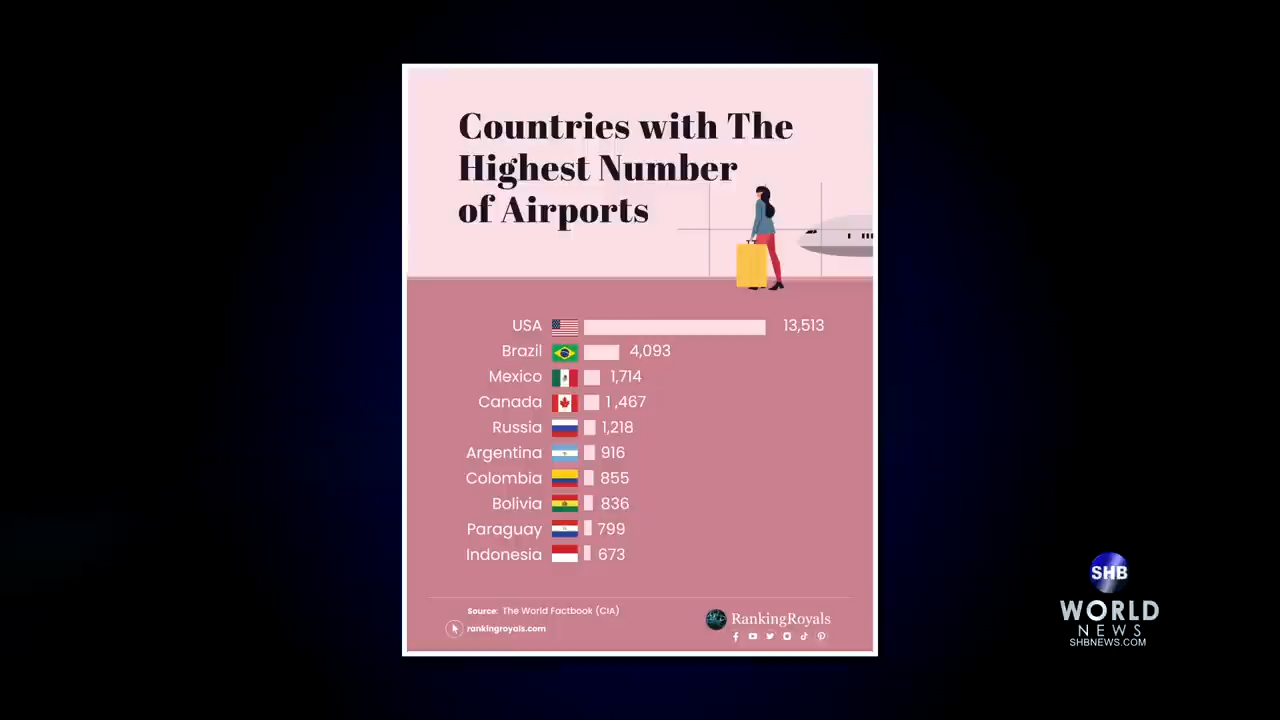 Countries with The
Highest Number
of Airports
USA 13,513
Brazil 4,093
Mexico 1,714
Canada 1,467
Russia 1,218
Argentina 916
Colombia 855
Bolivia 836
Paraguay 799
Indonesia 673
Source: The World Factbook (CIA)
rankingroyals.com
RankingRoyals
SHB
WORLD
NEWS
SHBNEWS.COM